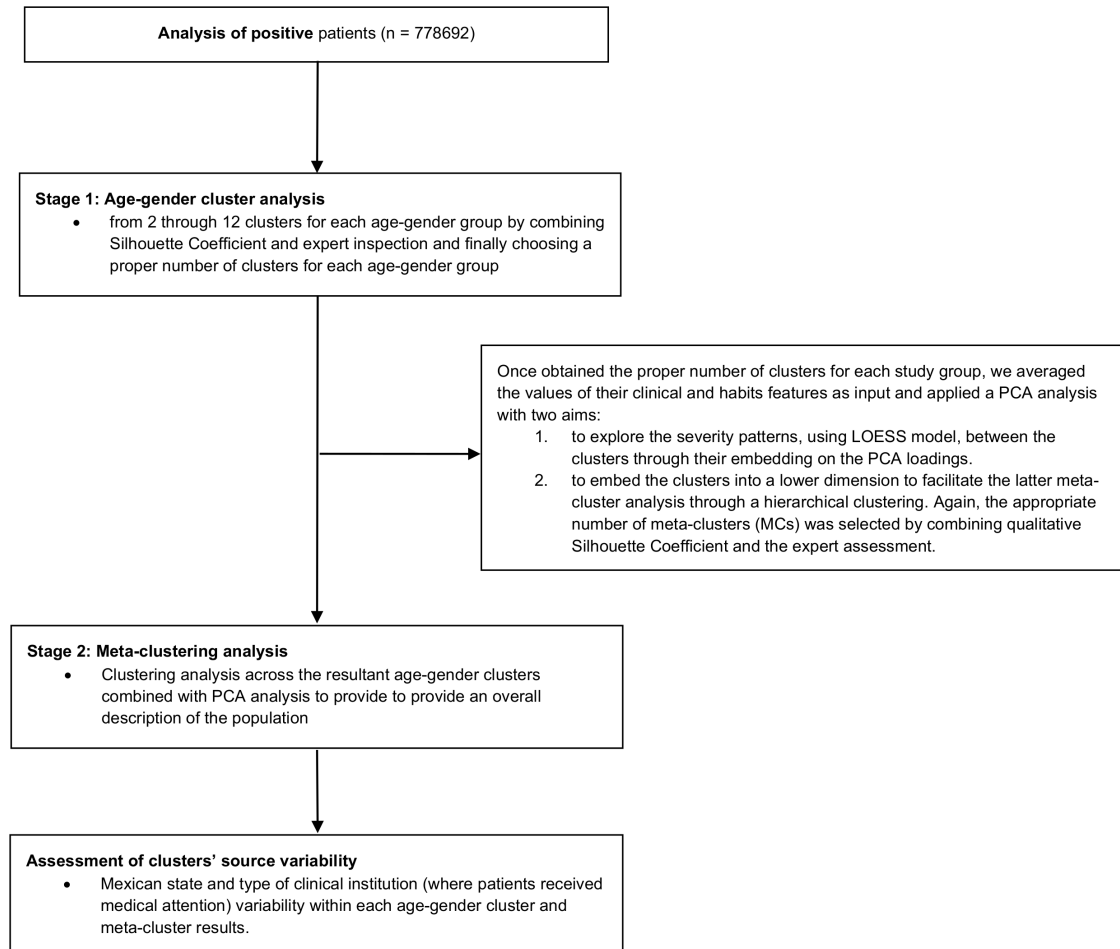 Analysis of positive patients (n = 778692)
Stage 1: Age-gender cluster analysis
• from 2 through 12 clusters for each age-gender group by combining
Silhouette Coefficient and expert inspection and finally choosing a
proper number of clusters for each age-gender group
Once obtained the proper number of clusters for each study group, we averaged
the values of their clinical and habits features as input and applied a PCA analysis
with two aims:
1. to explore the severity patterns, using LOESS model, between the
clusters through their embedding on the PCA loadings.
2. to embed the clusters into a lower dimension to facilitate the latter meta-
cluster analysis through a hierarchical clustering. Again, the appropriate
number of meta-clusters (MCs) was selected by combining qualitative
Silhouette Coefficient and the expert assessment.
Stage 2: Meta-clustering analysis
• Clustering analysis across the resultant age-gender clusters
combined with PCA analysis to provide to provide an overall
description of the population
Assessment of clusters’ source variability
• Mexican state and type of clinical institution (where patients received
medical attention) variability within each age-gender cluster and
meta-cluster results.